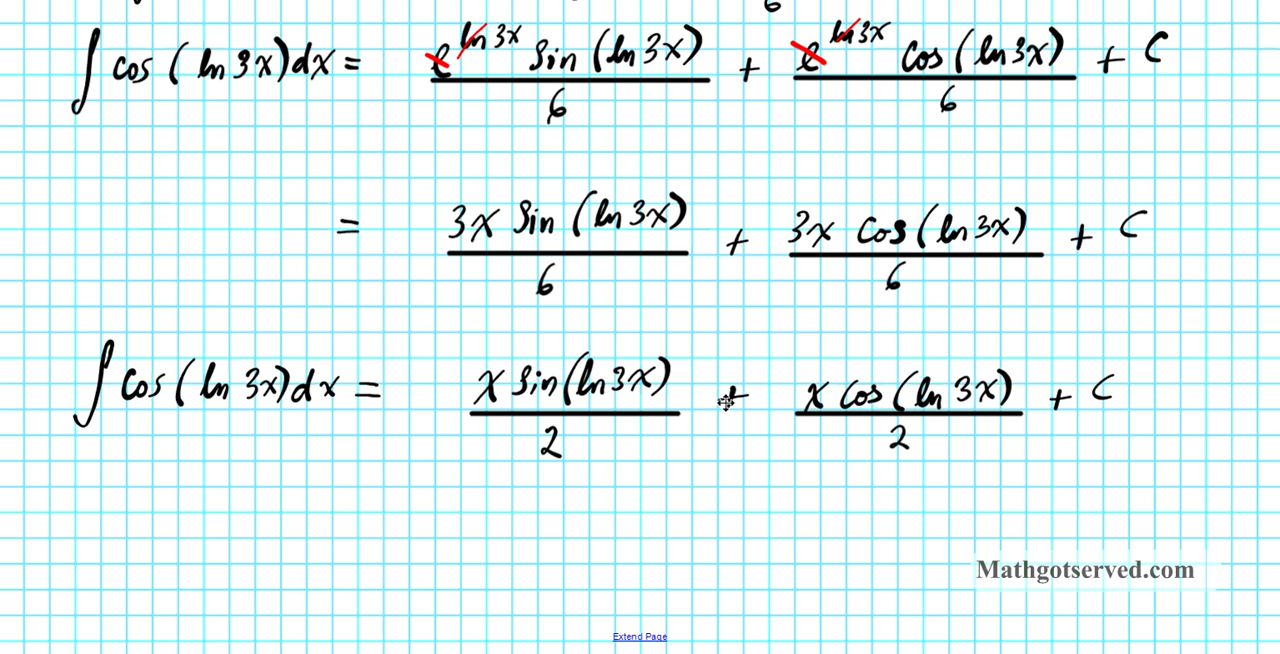 6
∫ cos (ln 3x)dx = e^{ln 3x} sin (ln 3x) / 6 + e^{ln 3x} cos (ln 3x) / 6 + C
= 3x sin (ln 3x) / 6 + 3x cos (ln 3x) / 6 + C
∫ cos (ln 3x)dx = x sin (ln 3x) / 2 + x cos (ln 3x) / 2 + C
Mathgotserved.com
Extend Page